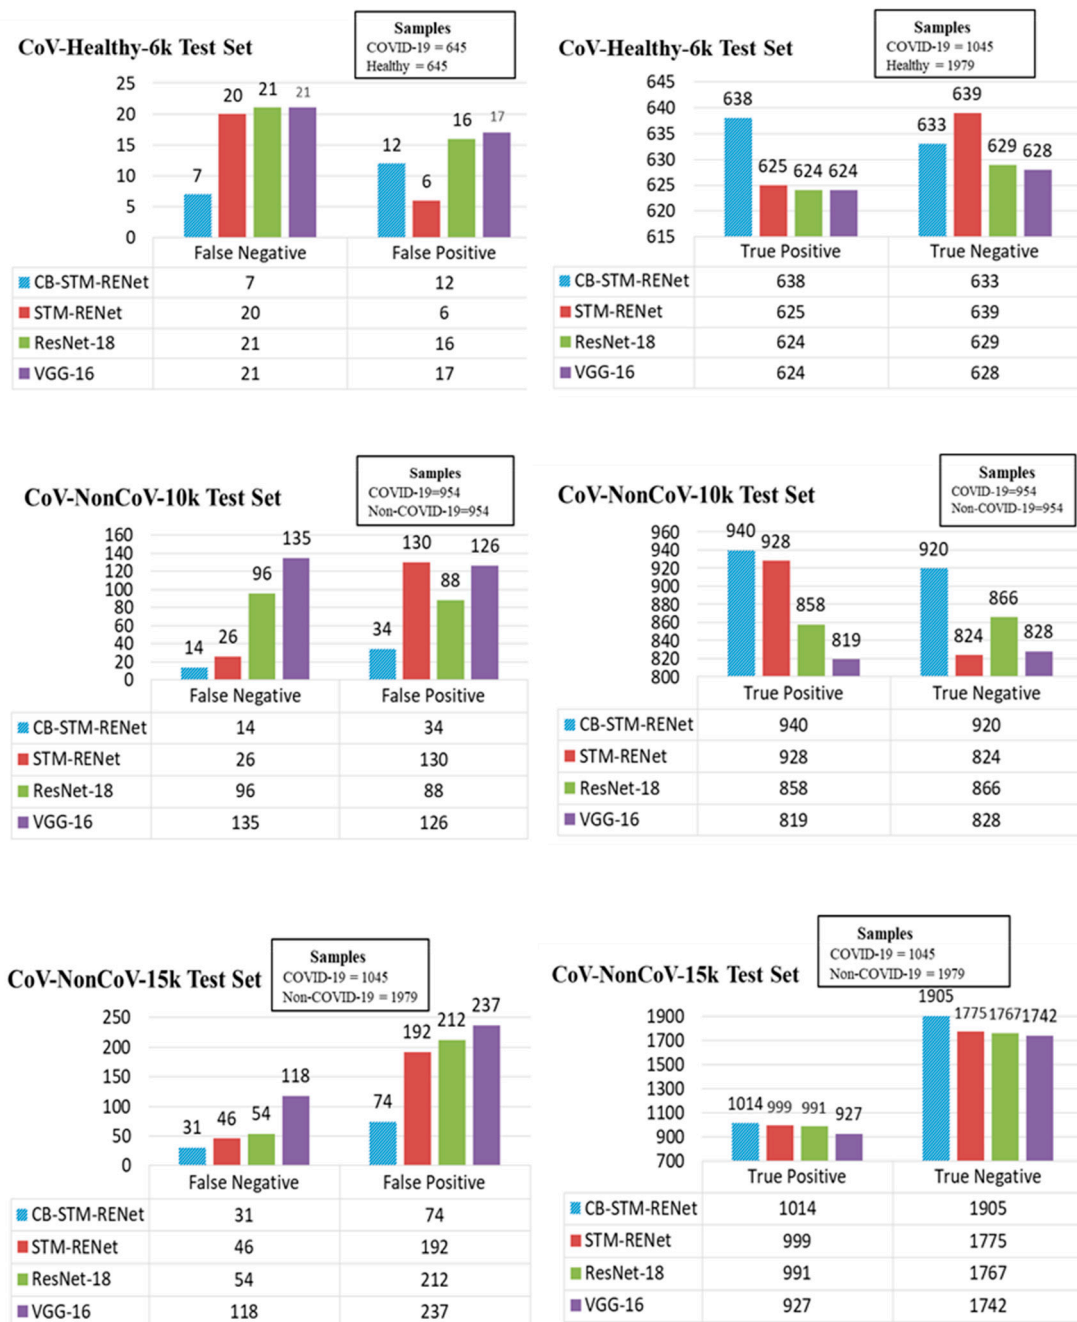 Samples
COVID-19 = 645
Healthy = 645
CoV-Healthy-6k Test Set
25
20
15
10
5
0
7
20
21
21
12
6
16
17
False Negative False Positive
CB-STM-RENet 7 12
STM-RENet 20 6
ResNet-18 21 16
VGG-16 21 17
Samples
COVID-19 = 1045
Healthy = 1979
CoV-Healthy-6k Test Set
645
640
635
630
625
620
615
638
625
624
624
633
639
629
628
True Positive True Negative
CB-STM-RENet 638 633
STM-RENet 625 639
ResNet-18 624 629
VGG-16 624 628
Samples
COVID-19=954
Non-COVID-19=954
CoV-NonCoV-10k Test Set
160
140
120
100
80
60
40
20
0
14
26
96
135
34
130
88
126
False Negative False Positive
CB-STM-RENet 14 34
STM-RENet 26 130
ResNet-18 96 88
VGG-16 135 126
Samples
COVID-19=954
Non-COVID-19=954
CoV-NonCoV-10k Test Set
960
940
920
900
880
860
840
820
800
940
928
858
819
920
824
866
828
True Positive True Negative
CB-STM-RENet 940 920
STM-RENet 928 824
ResNet-18 858 866
VGG-16 819 828
Samples
COVID-19 = 1045
Non-COVID-19 = 1979
CoV-NonCoV-15k Test Set
250
200
150
100
50
0
31
46
54
118
74
192
212
237
False Negative False Positive
CB-STM-RENet 31 74
STM-RENet 46 192
ResNet-18 54 212
VGG-16 118 237
Samples
COVID-19 = 1045
Non-COVID-19 = 1979
CoV-NonCoV-15k Test Set
1900
1700
1500
1300
1100
900
700
1014
999
991
927
1905
1775
1767
1742
True Positive True Negative
CB-STM-RENet 1014 1905
STM-RENet 999 1775
ResNet-18 991 1767
VGG-16 927 1742